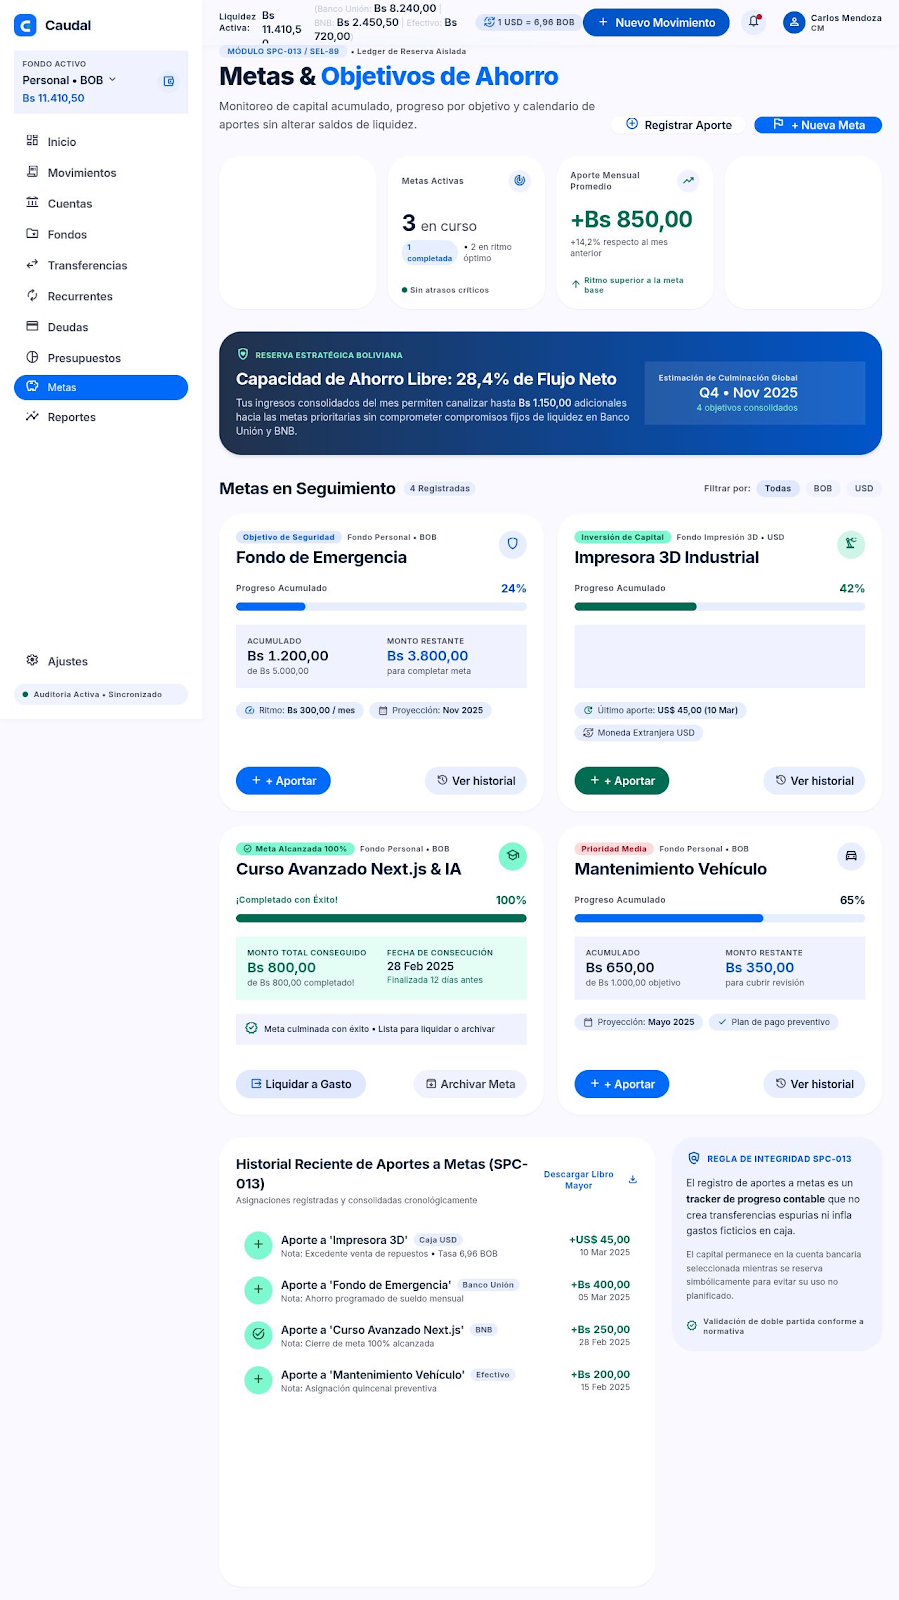 Caudal
FONDO ACTIVO
Personal • BOB
Bs 11.410,50
Inicio
Movimientos
Cuentas
Fondos
Transferencias
Recurrentes
Deudas
Presupuestos
Metas
Reportes
Ajustes
Auditoría Activa • Sincronizado
Liquidez Activa:
Bs 11.410,5
(Banco Unión: Bs 8.240,00 |
BNB: Bs 2.450,50 | Efectivo: Bs
720,00)
1 USD = 6,96 BOB
Nuevo Movimiento
Carlos Mendoza
CM
MÓDULO SPC-013 / SEL-89 • Ledger de Reserva Aislada
Metas & Objetivos de Ahorro
Monitoreo de capital acumulado, progreso por objetivo y calendario de
aportes sin alterar saldos de liquidez.
Registrar Aporte
+ Nueva Meta
Metas Activas
3 en curso
1 completada
• 2 en ritmo óptimo
Sin atrasos críticos
Aporte Mensual
Promedio
+Bs 850,00
+14,2% respecto al mes
anterior
Ritmo superior a la meta
base
RESERVA ESTRATÉGICA BOLIVIANA
Capacidad de Ahorro Libre: 28,4% de Flujo Neto
Tus ingresos consolidados del mes permiten canalizar hasta Bs 1.150,00 adicionales
hacia las metas prioritarias sin comprometer compromisos fijos de liquidez en Banco
Unión y BNB.
Estimación de Culminación Global
Q4 • Nov 2025
4 objetivos consolidados
Metas en Seguimiento
4 Registradas
Filtrar por: Todas BOB USD
Objetivo de Seguridad Fondo Personal • BOB
Fondo de Emergencia
Progreso Acumulado 24%
ACUMULADO
Bs 1.200,00
de Bs 5.000,00
MONTO RESTANTE
Bs 3.800,00
para completar meta
Ritmo: Bs 300,00 / mes
Proyección: Nov 2025
+ Aportar
Ver historial
Inversión de Capital Fondo Impresión 3D • USD
Impresora 3D Industrial
Progreso Acumulado 42%
Último aporte: US$ 45,00 (10 Mar)
Moneda Extranjera USD
+ Aportar
Ver historial
Meta Alcanzada 100% Fondo Personal • BOB
Curso Avanzado Next.js & IA
¡Completado con Éxito! 100%
MONTO TOTAL CONSEGUIDO
Bs 800,00
de Bs 800,00 completado!
FECHA DE CONSECUCIÓN
28 Feb 2025
Finalizada 12 días antes
Meta culminada con éxito • Lista para liquidar o archivar
Liquidar a Gasto
Archivar Meta
Prioridad Media Fondo Personal • BOB
Mantenimiento Vehículo
Progreso Acumulado 65%
ACUMULADO
Bs 650,00
de Bs 1.000,00 objetivo
MONTO RESTANTE
Bs 350,00
para cubrir revisión
Proyección: Mayo 2025
Plan de pago preventivo
+ Aportar
Ver historial
Historial Reciente de Aportes a Metas (SPC-
013)
Asignaciones registradas y consolidadas cronológicamente
Descargar Libro
Mayor
Aporte a 'Impresora 3D' Caja USD
Nota: Excedente venta de repuestos • Tasa 6,96 BOB
+US$ 45,00
10 Mar 2025
Aporte a 'Fondo de Emergencia' Banco Unión
Nota: Ahorro programado de sueldo mensual
+Bs 400,00
05 Mar 2025
Aporte a 'Curso Avanzado Next.js' BNB
Nota: Cierre de meta 100% alcanzada
+Bs 250,00
28 Feb 2025
Aporte a 'Mantenimiento Vehículo' Efectivo
Nota: Asignación quincenal preventiva
+Bs 200,00
15 Feb 2025
REGLA DE INTEGRIDAD SPC-013
El registro de aportes a metas es un
tracker de progreso contable que no
crea transferencias espurias ni infla
gastos ficticios en caja.
El capital permanece en la cuenta bancaria
seleccionada mientras se reserva
simbólicamente para evitar su uso no
planificado.
Validación de doble partida conforme a
normativa